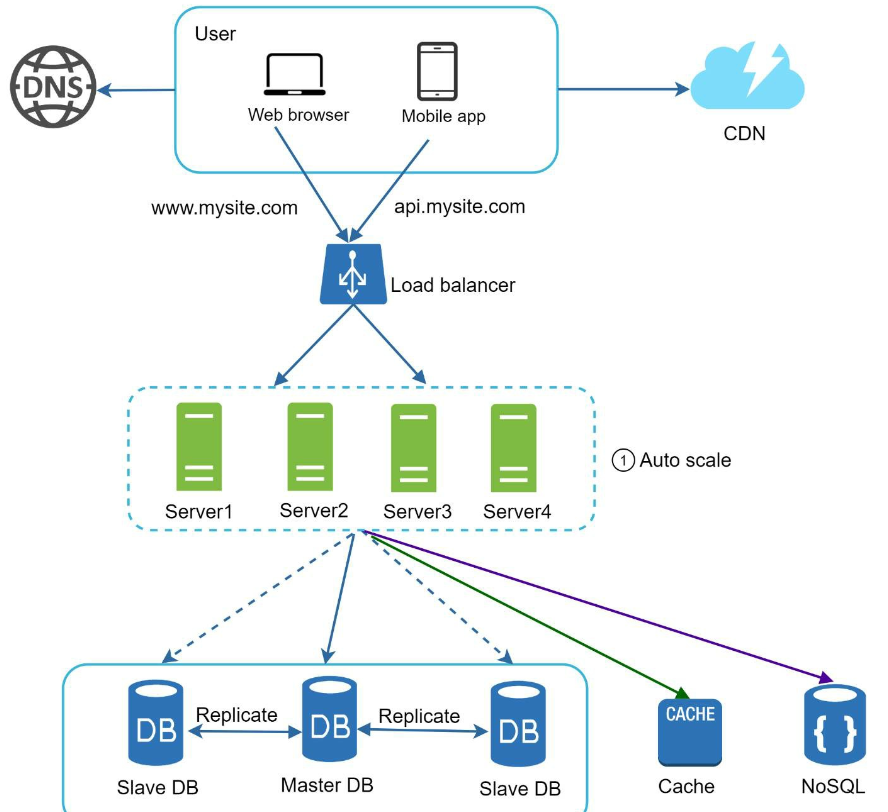 User
DNS
Web browser
Mobile app
CDN
www.mysite.com
api.mysite.com
Load balancer
1 Auto scale
Server1
Server2
Server3
Server4
DB
Replicate
DB
Replicate
DB
CACHE
{ }
Slave DB
Master DB
Slave DB
Cache
NoSQL